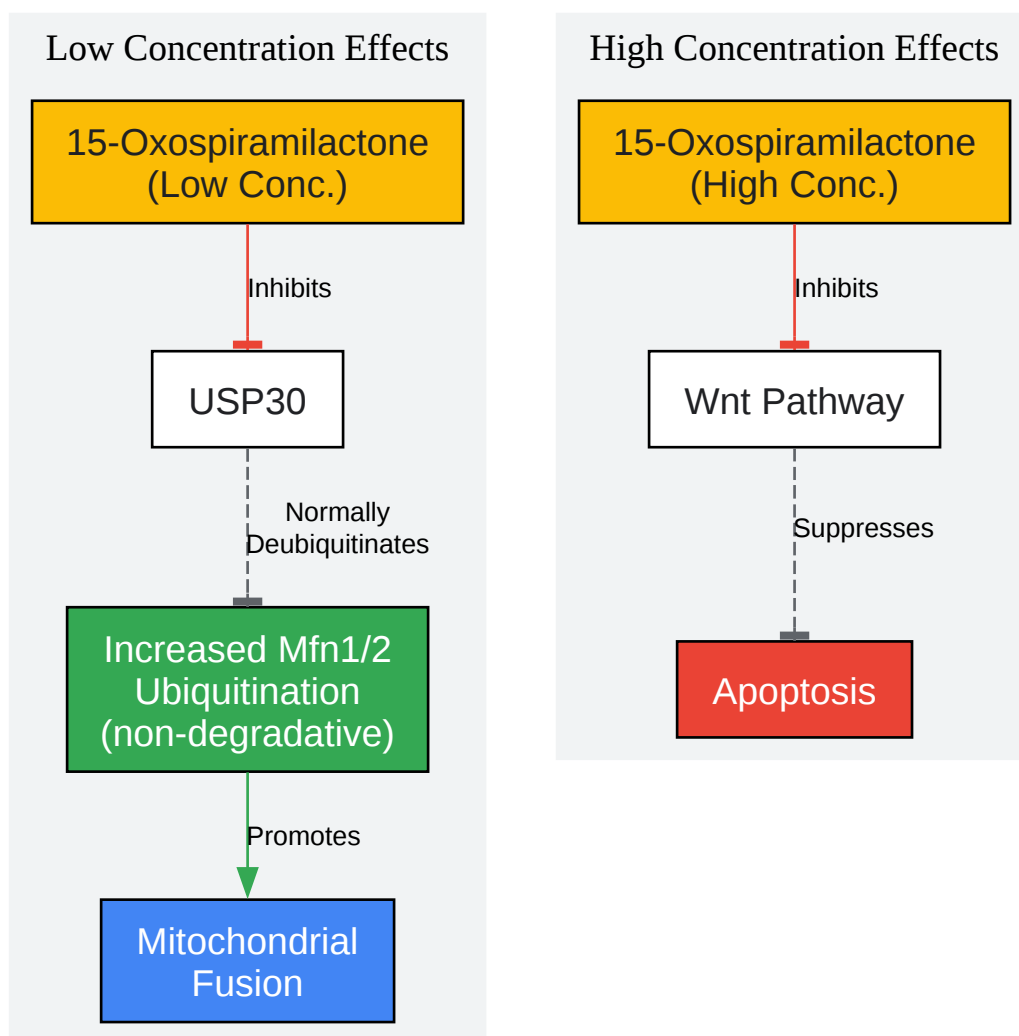 Low Concentration Effects
15-Oxospiramilactone
(Low Conc.)
Inhibits
USP30
Normally
Deubiquitinates
Increased Mfn1/2
Ubiquitination
(non-degradative)
Promotes
Mitochondrial
Fusion
High Concentration Effects
15-Oxospiramilactone
(High Conc.)
Inhibits
Wnt Pathway
Suppresses
Apoptosis